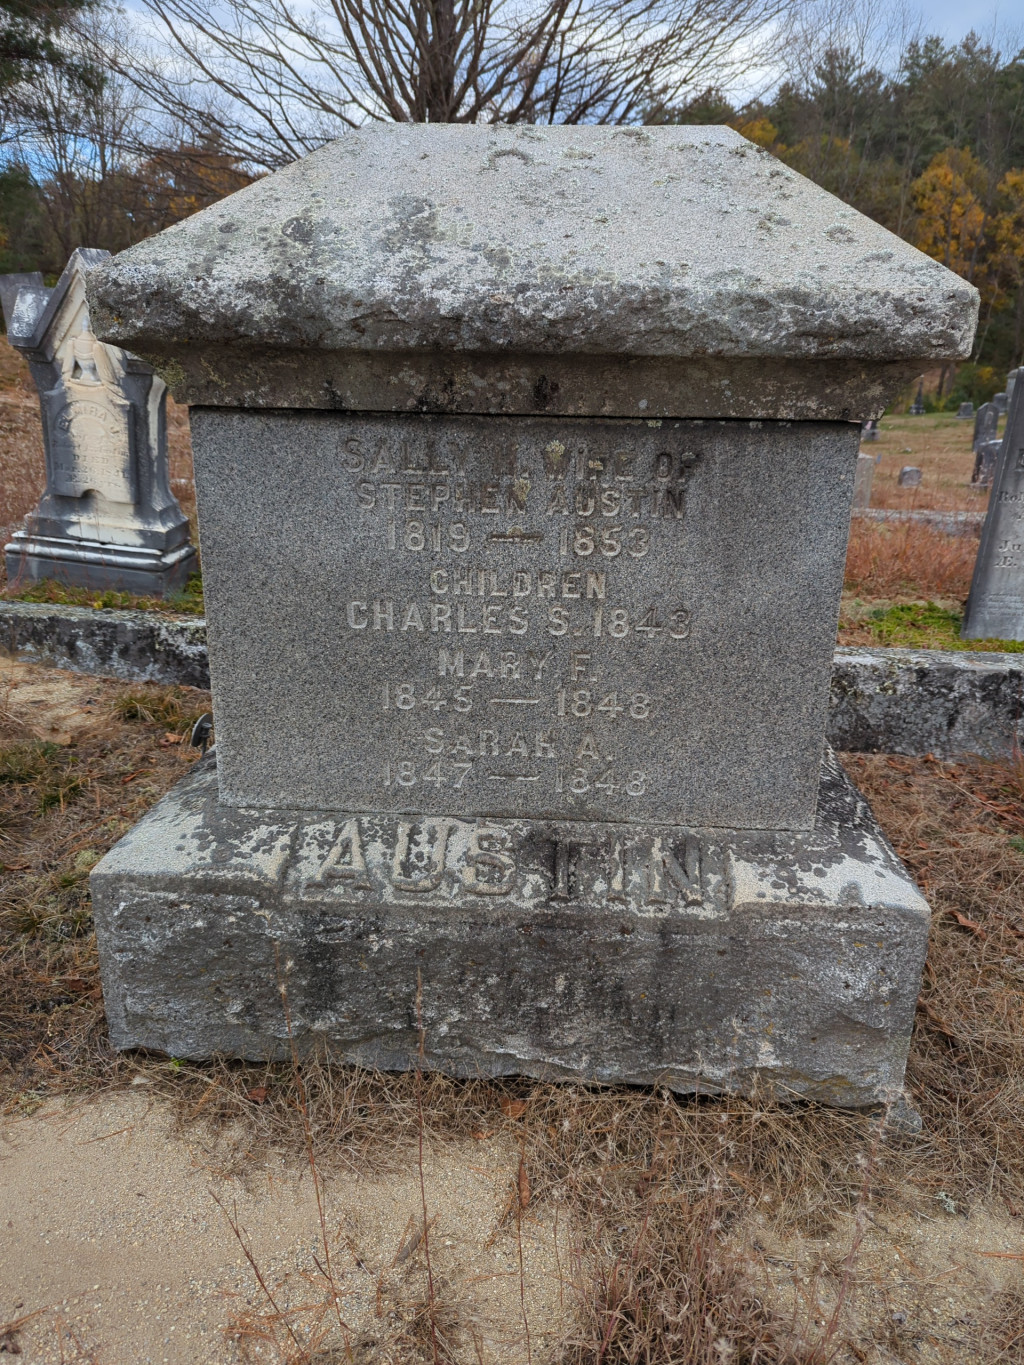 SALLY M. WIFE OF
STEPHEN AUSTIN
1819 — 1853
CHILDREN
CHARLES S. 1843
MARY F.
1845 — 1848
SARAH A.
1847 — 1848
AUSTIN